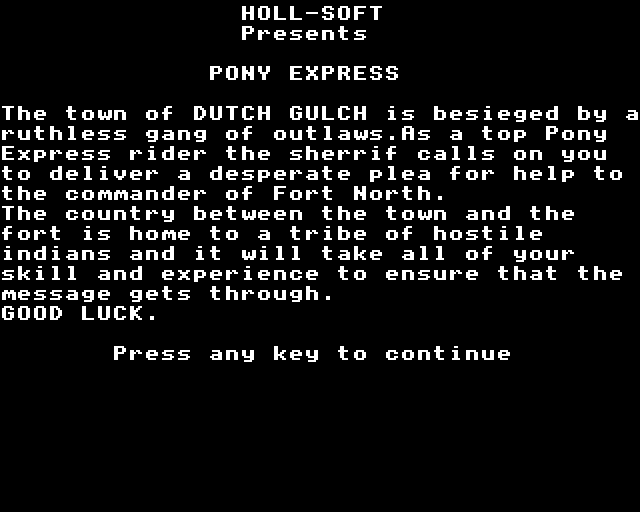 HOLL-SOFT
Presents
PONY EXPRESS
The town of DUTCH GULCH is besieged by a
ruthless gang of outlaws.As a top Pony
Express rider the sherrif calls on you
to deliver a desperate plea for help to
the commander of Fort North.
The country between the town and the
fort is home to a tribe of hostile
indians and it will take all of your
skill and experience to ensure that the
message gets through.
GOOD LUCK.
Press any key to continue